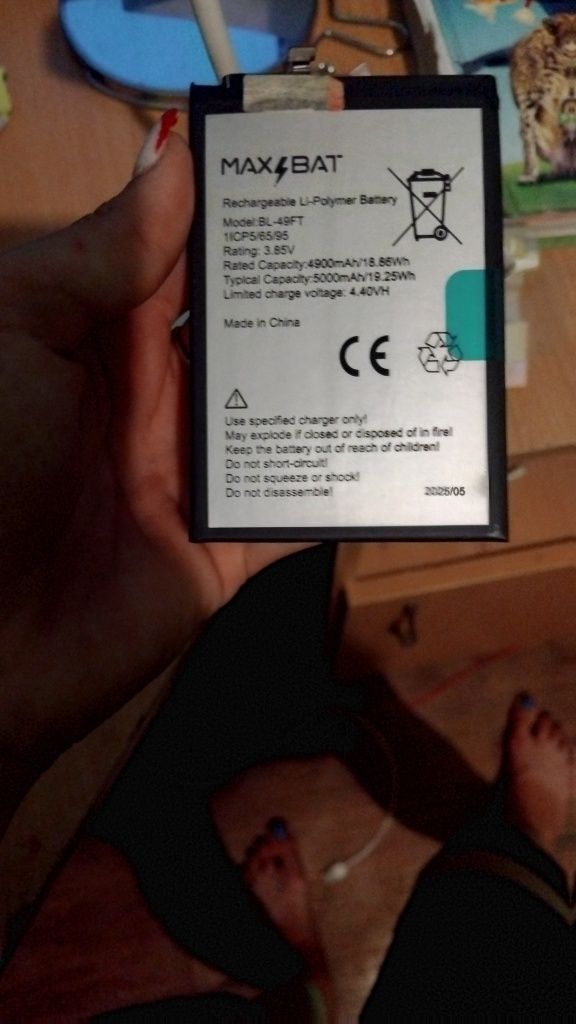 MAXBAT
Rechargeable Li-Polymer Battery
Model:BL-49FT
1ICP5/65/95
Rating: 3.85V
Rated Capacity:4900mAh/18.86Wh
Typical Capacity:5000mAh/19.25Wh
Limited charge voltage: 4.40VH
Made in China
CE
Use specified charger only!
May explode if closed or disposed of in fire!
Keep the battery out of reach of children!
Do not short-circuit!
Do not squeeze or shock!
Do not disassemble!
2025/05